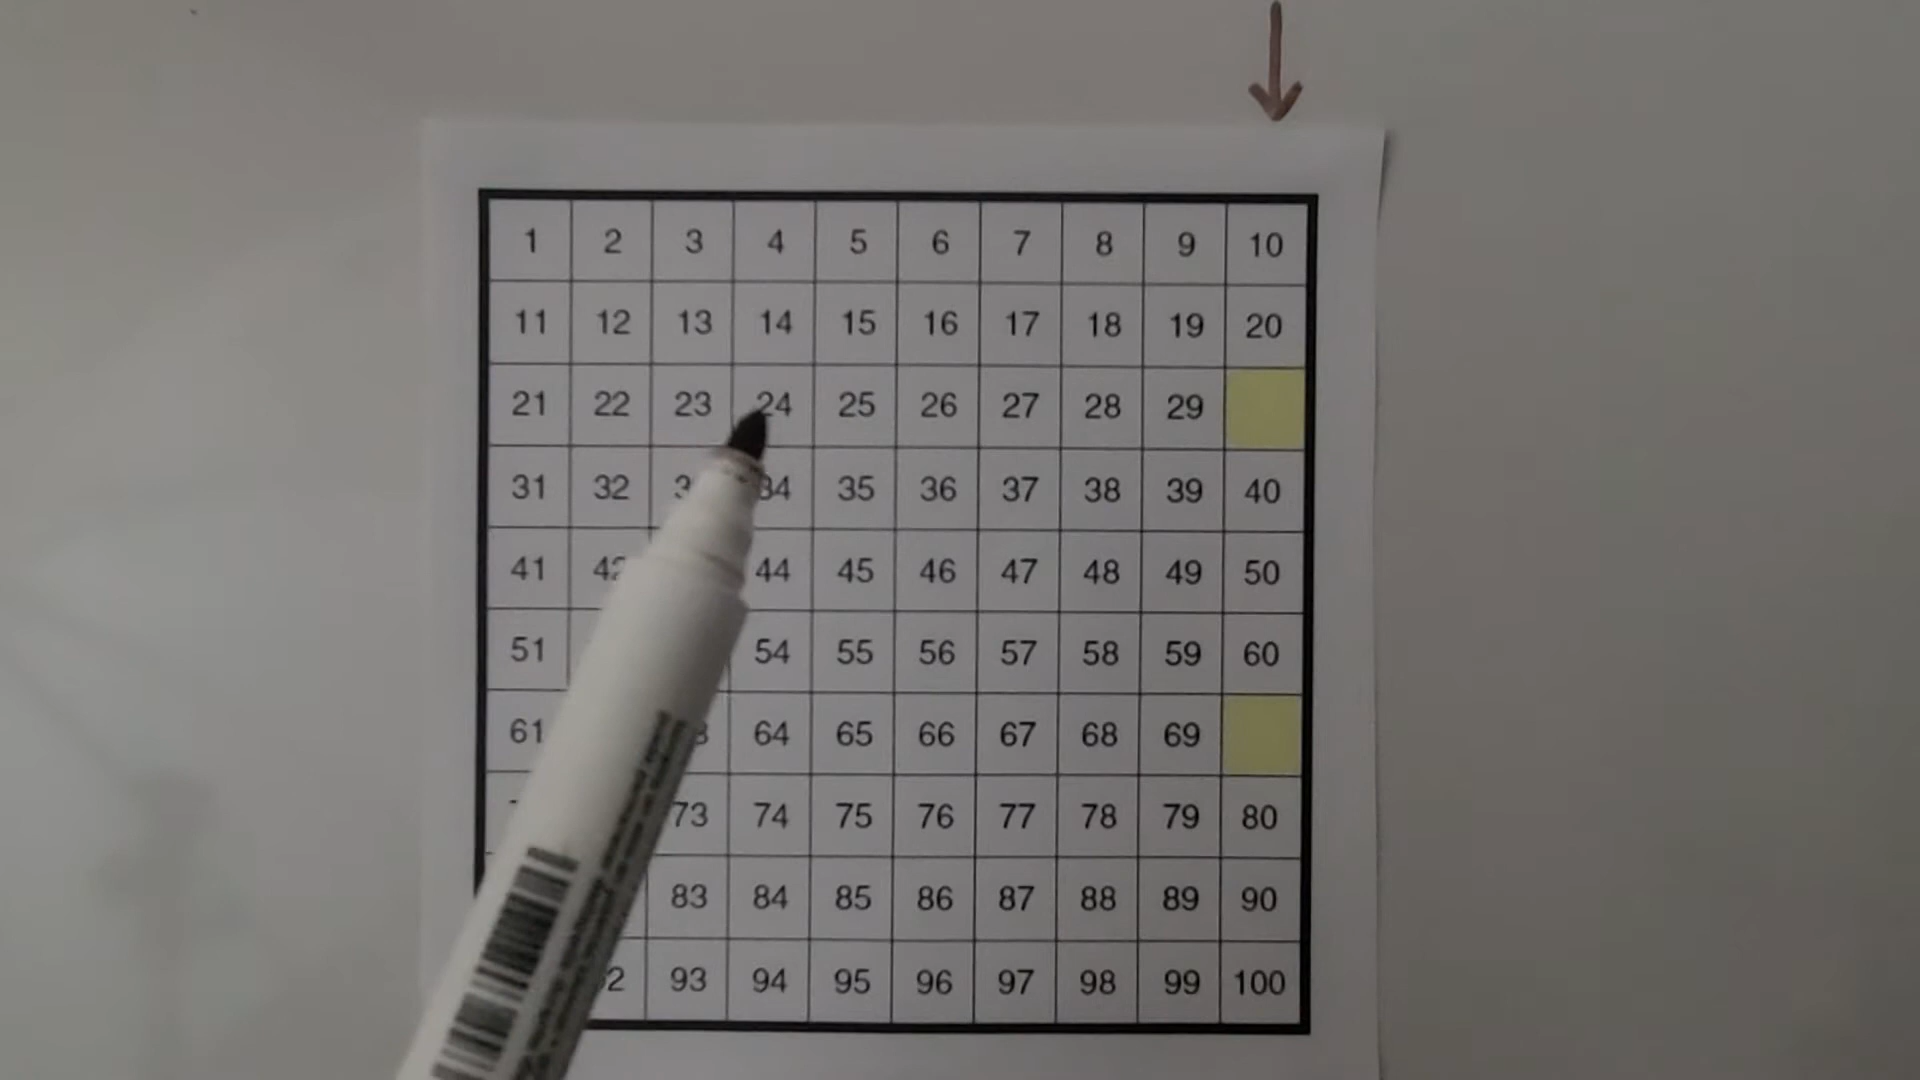 1 2 3 4 5 6 7 8 9 10
11 12 13 14 15 16 17 18 19 20
21 22 23 24 25 26 27 28 29
31 32 34 35 36 37 38 39 40
41 42 44 45 46 47 48 49 50
51 54 55 56 57 58 59 60
61 64 65 66 67 68 69
73 74 75 76 77 78 79 80
83 84 85 86 87 88 89 90
93 94 95 96 97 98 99 100